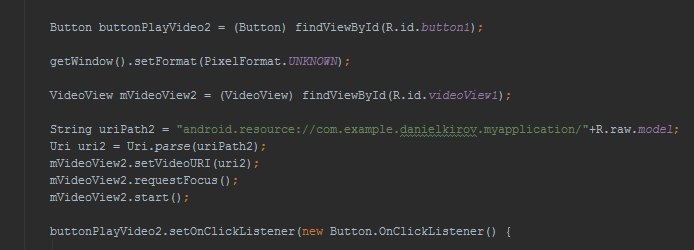 Button buttonPlayVideo2 = (Button) findViewById(R.id.button1);
getWindow().setFormat(PixelFormat.UNKNOWN);
VideoView mVideoView2 = (VideoView) findViewById(R.id.videoView1);
String uriPath2 = "android.resource://com.example.danielkirov.myapplication/"+R.raw.model;
Uri uri2 = Uri.parse(uriPath2);
mVideoView2.setVideoURI(uri2);
mVideoView2.requestFocus();
mVideoView2.start();
buttonPlayVideo2.setOnClickListener(new Button.OnClickListener() {